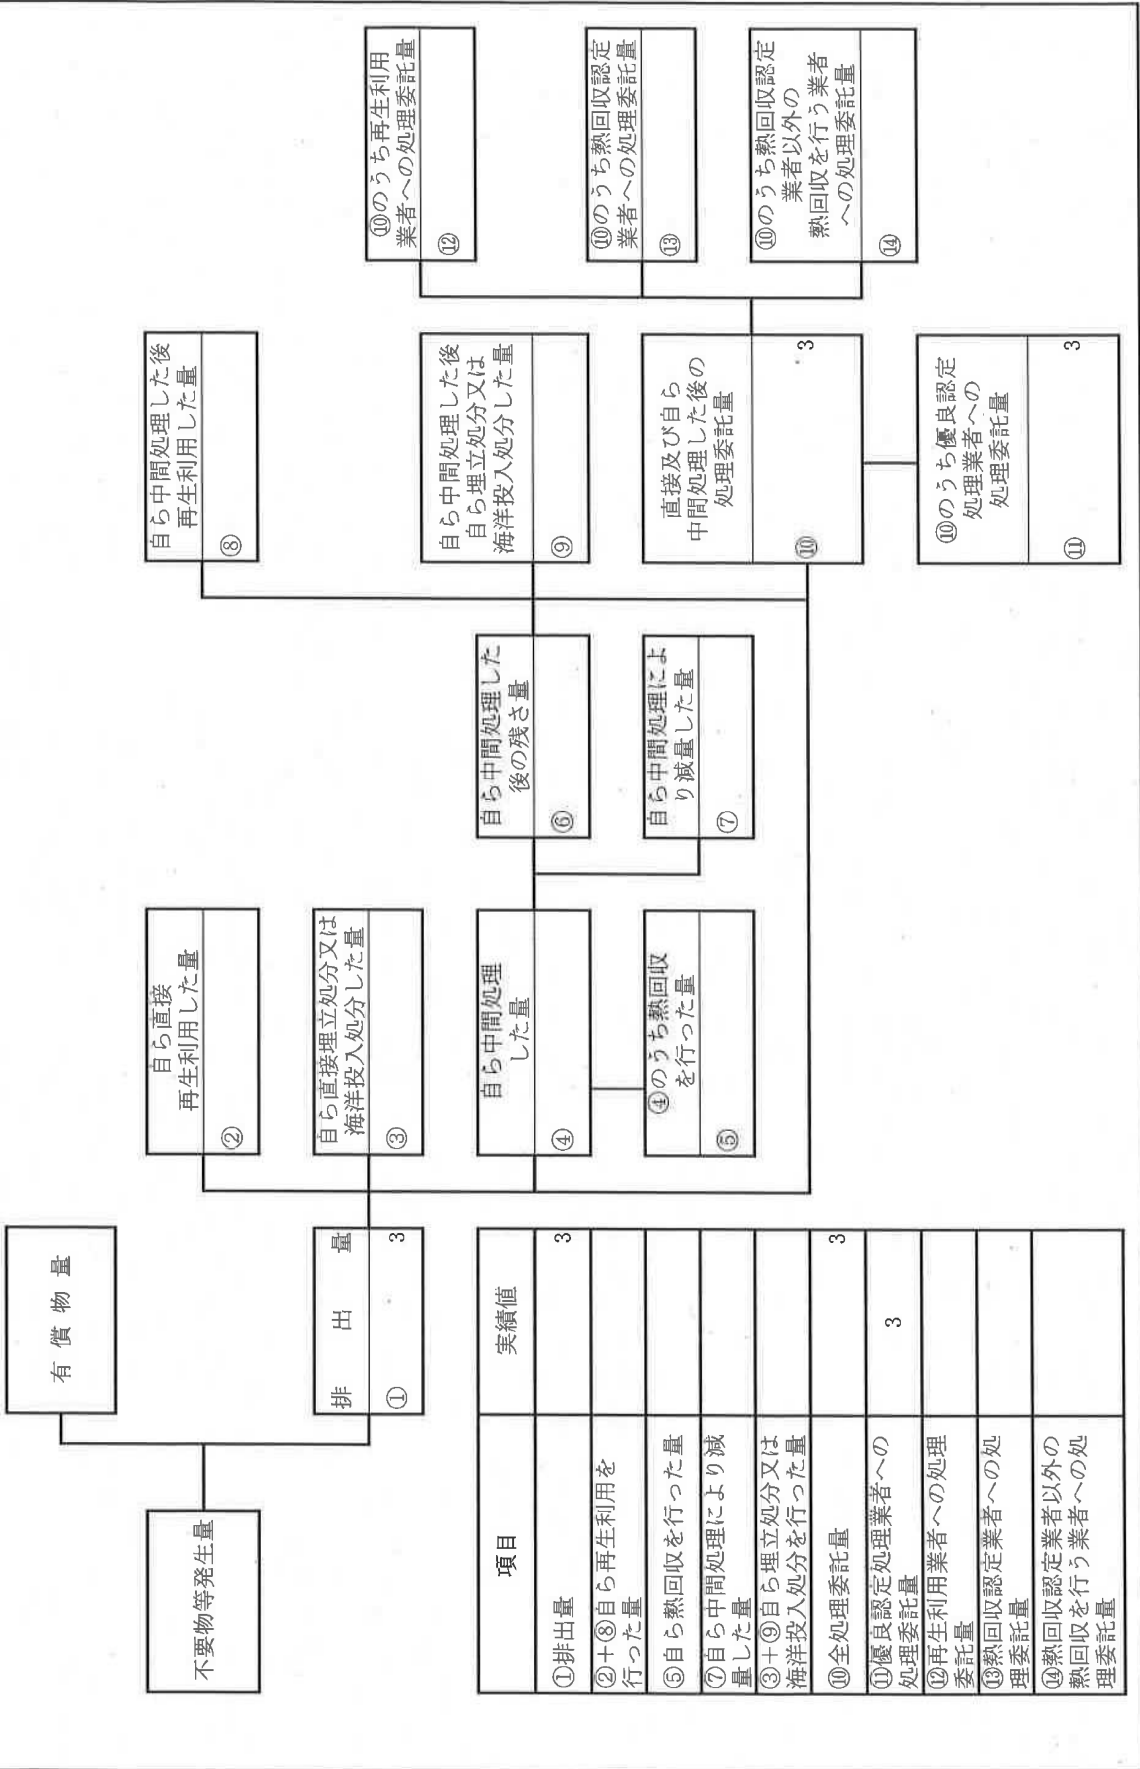 有償物量
不要物等発生量
排出量
① 3
自ら直接
再生利用した量
②
自ら直接埋立処分又は
海洋投入処分した量
③
自ら中間処理
した量
④
④のうち熱回収
を行った量
⑤
自ら中間処理した
後の残さ量
⑥
自ら中間処理によ
り減量した量
⑦
自ら中間処理した後
再生利用した量
⑧
自ら中間処理した後
自ら埋立処分又は
海洋投入処分した量
⑨
直接及び自ら
中間処理した後の
処理委託量
⑩ 3
⑩のうち優良認定
処理業者への
処理委託量
⑪ 3
⑩のうち再生利用
業者への処理委託量
⑫
⑩のうち熱回収認定
業者への処理委託量
⑬
⑩のうち熱回収認定
業者以外の
熱回収を行う業者
への処理委託量
⑭
項目 実績値
①排出量 3
②+⑧自ら再生利用を
行った量
⑤自ら熱回収を行った量
⑦自ら中間処理により減
量した量
③+⑨自ら埋立処分又は
海洋投入処分を行った量
⑩全処理委託量 3
⑪優良認定処理業者への
処理委託量 3
⑫再生利用業者への処理
委託量
⑬熱回収認定業者への処
理委託量
⑭熱回収認定業者以外の
熱回収を行う業者への処
理委託量